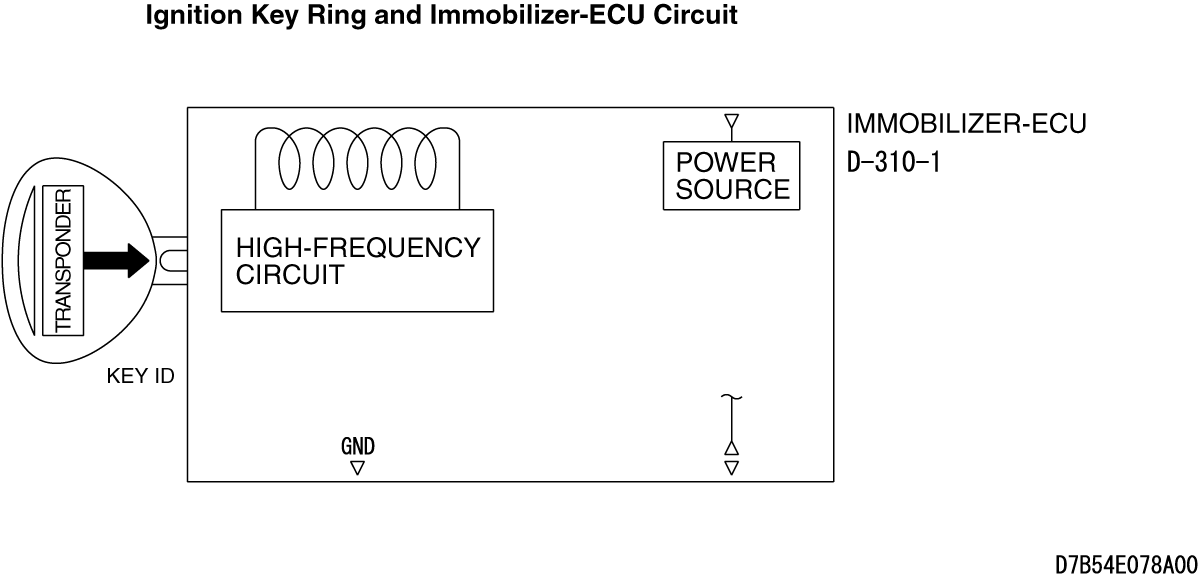 Ignition Key Ring and Immobilizer-ECU Circuit
IMMOBILIZER-ECU
D-310-1
POWER
SOURCE
TRANSPONDER
HIGH-FREQUENCY
CIRCUIT
KEY ID
GND
D7B54E078A00